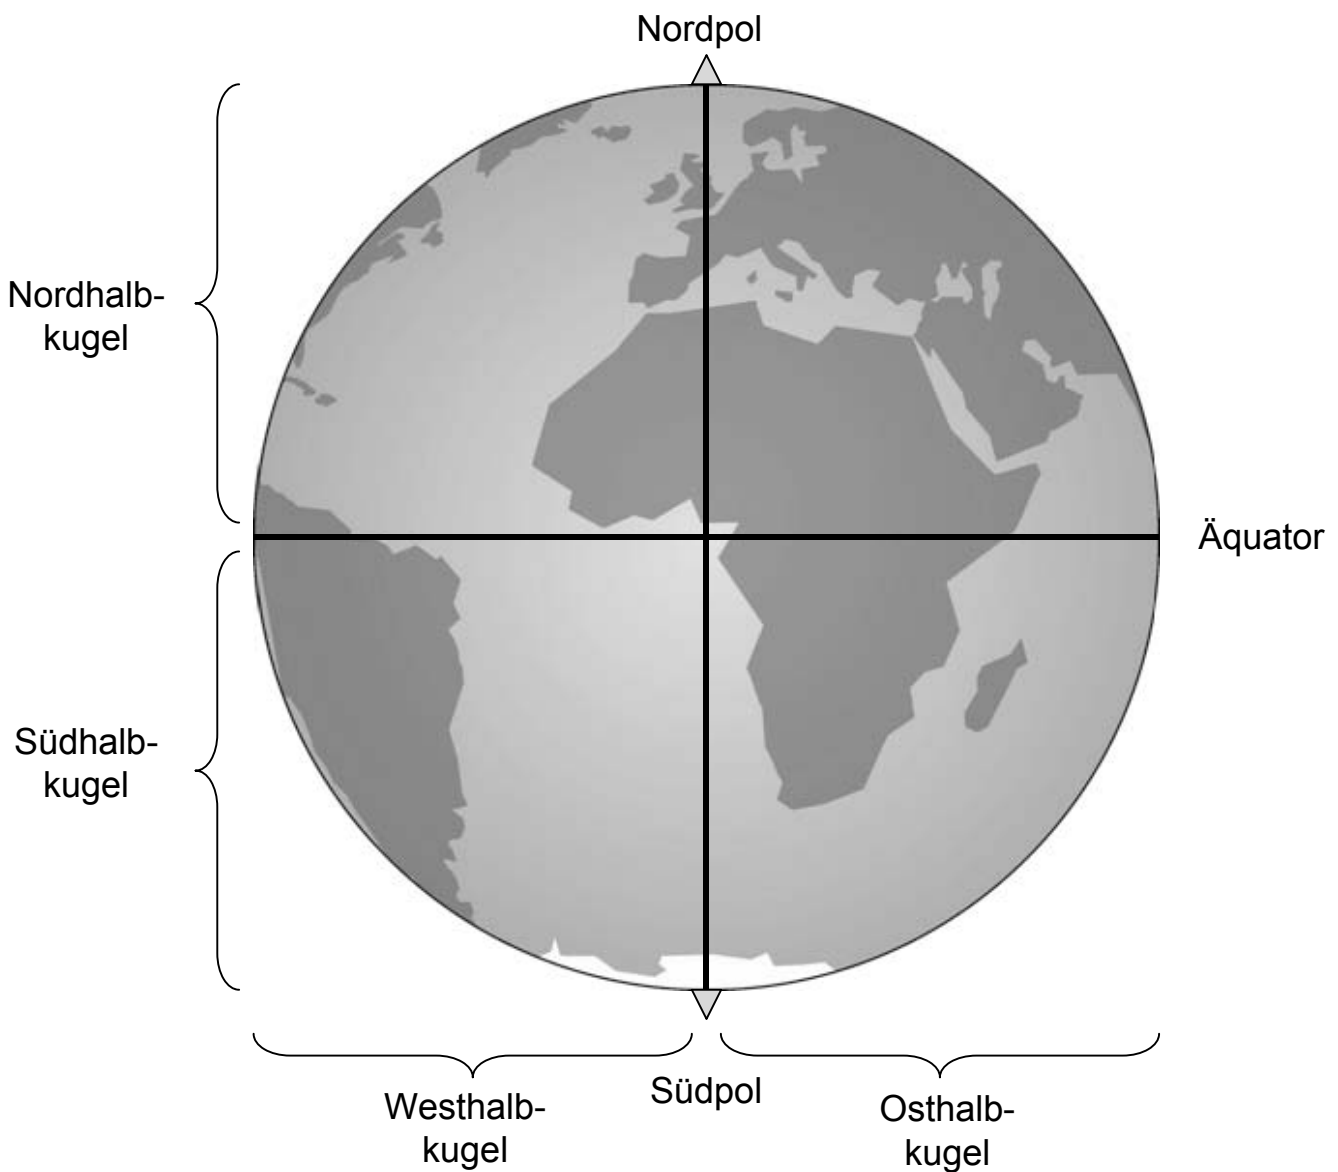 Nordpol
Nordhalb-
kugel
Äquator
Südhalb-
kugel
Südpol
Westhalb-
kugel
Osthalb-
kugel